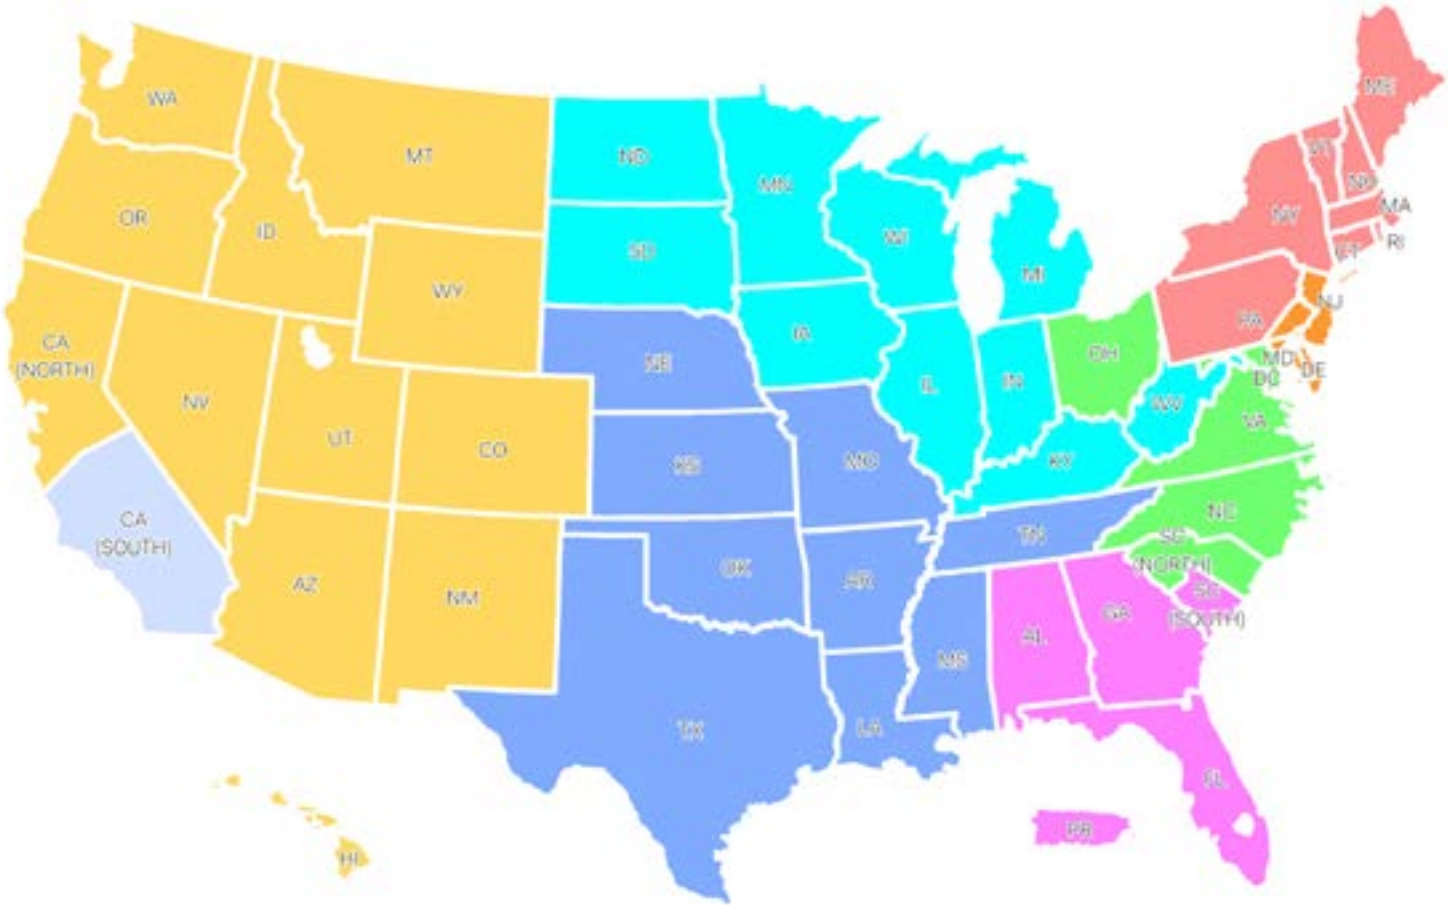 WA
MT
ND
MN
ME
VT
NH
OR
ID
SD
WI
MI
NY
MA
RI
CT
WY
IA
PA
NJ
CA
(NORTH)
NV
UT
CO
NE
IL
IN
OH
MD
DE
DC
WV
VA
KS
MO
KY
CA
(SOUTH)
AZ
NM
OK
AR
TN
NC
SC
(NORTH)
SC
(SOUTH)
TX
LA
MS
AL
GA
FL
HI
PR